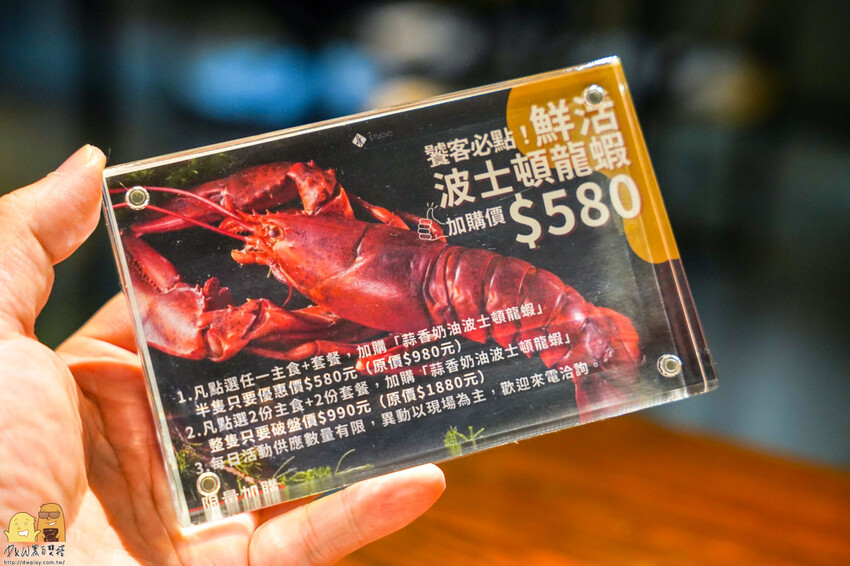 STUDIO
饕客必點！鮮活
波士頓龍蝦
加購價$580
1.凡點選任一主食+套餐，加購「蒜香奶油波士頓龍蝦」
半隻只要優惠價$580元（原價$980元）
2.凡點選2份主食+2份套餐，加購「蒜香奶油波士頓龍蝦」
整隻只要破盤價$990元（原價$1880元）
3.每日活動供應數量有限，異動以現場為主，歡迎來電洽詢。
限量加購
http://dwplay.com.tw/